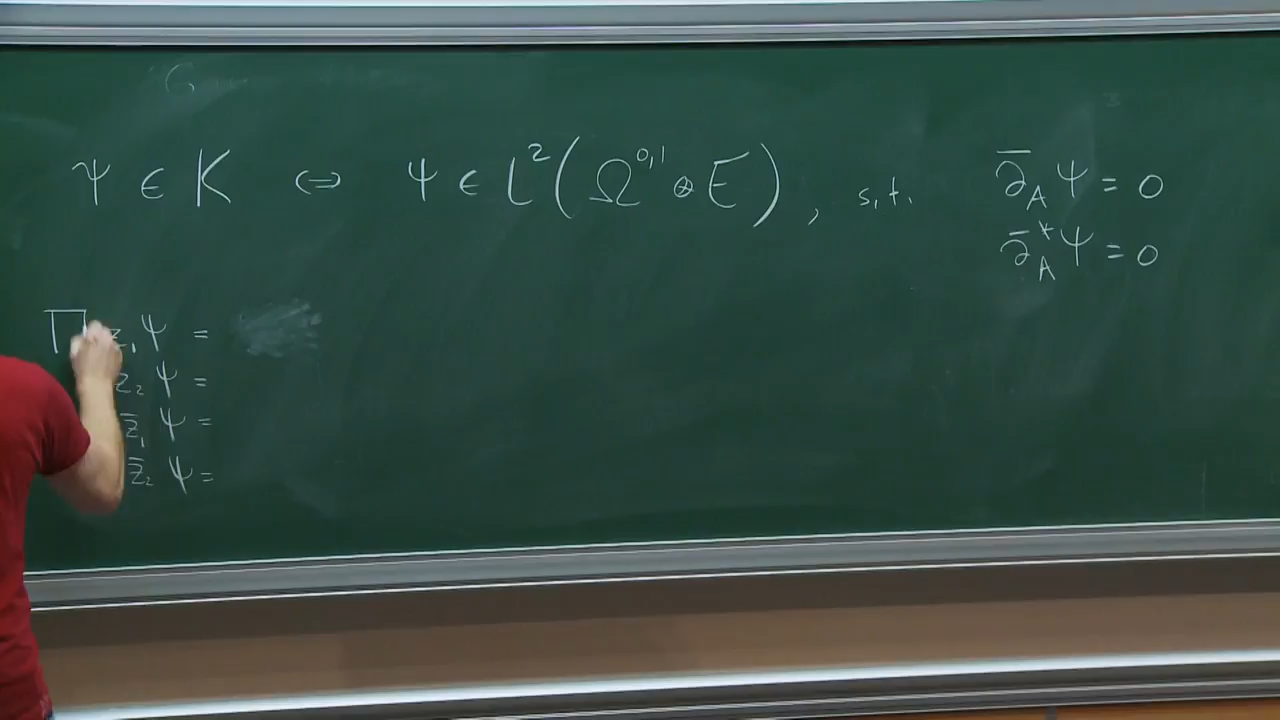 ψ ∈ K ⇔ ψ ∈ L²(Ω^{0,1} ⊗ E), s.t. ∂̄_A ψ = 0
∂̄_A^* ψ = 0
∏ z₁ ψ =
z₂ ψ =
z̄₁ ψ =
z̄₂ ψ =